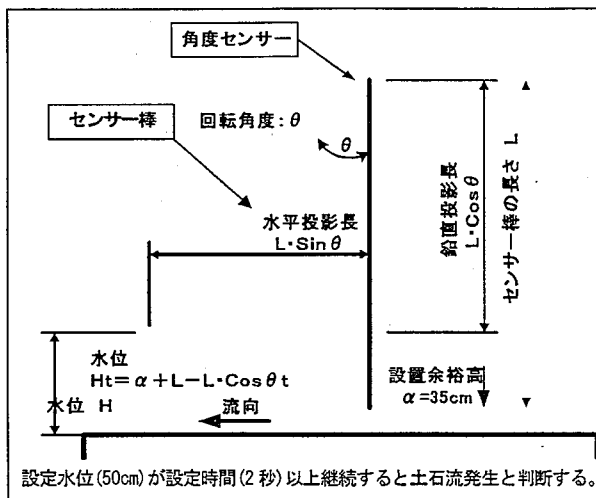 角度センサー
センサー棒
回転角度：θ
θ
水平投影長
L・Sinθ
鉛直投影長
L・Cosθ
センサー棒の長さ L
水位
Ht＝α＋L－L・Cosθt
水位 H
流向
設置余裕高
α＝35cm
設定水位(50cm)が設定時間(2秒)以上継続すると土石流発生と判断する。